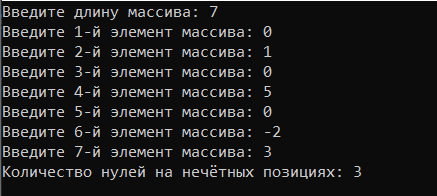 Введите длину массива: 7
Введите 1-й элемент массива: 0
Введите 2-й элемент массива: 1
Введите 3-й элемент массива: 0
Введите 4-й элемент массива: 5
Введите 5-й элемент массива: 0
Введите 6-й элемент массива: -2
Введите 7-й элемент массива: 3
Количество нулей на нечётных позициях: 3